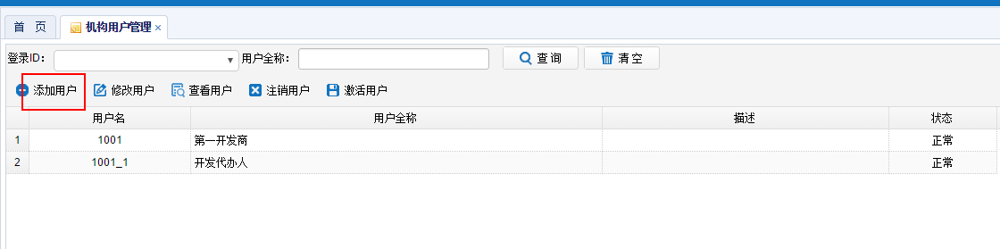 首 页 机构用户管理 ×
登录ID: 用户全称: 查 询 清 空
添加用户 修改用户 查看用户 注销用户 激活用户
用户名 用户全称 描述 状态
1 1001 第一开发商 正常
2 1001_1 开发代办人 正常